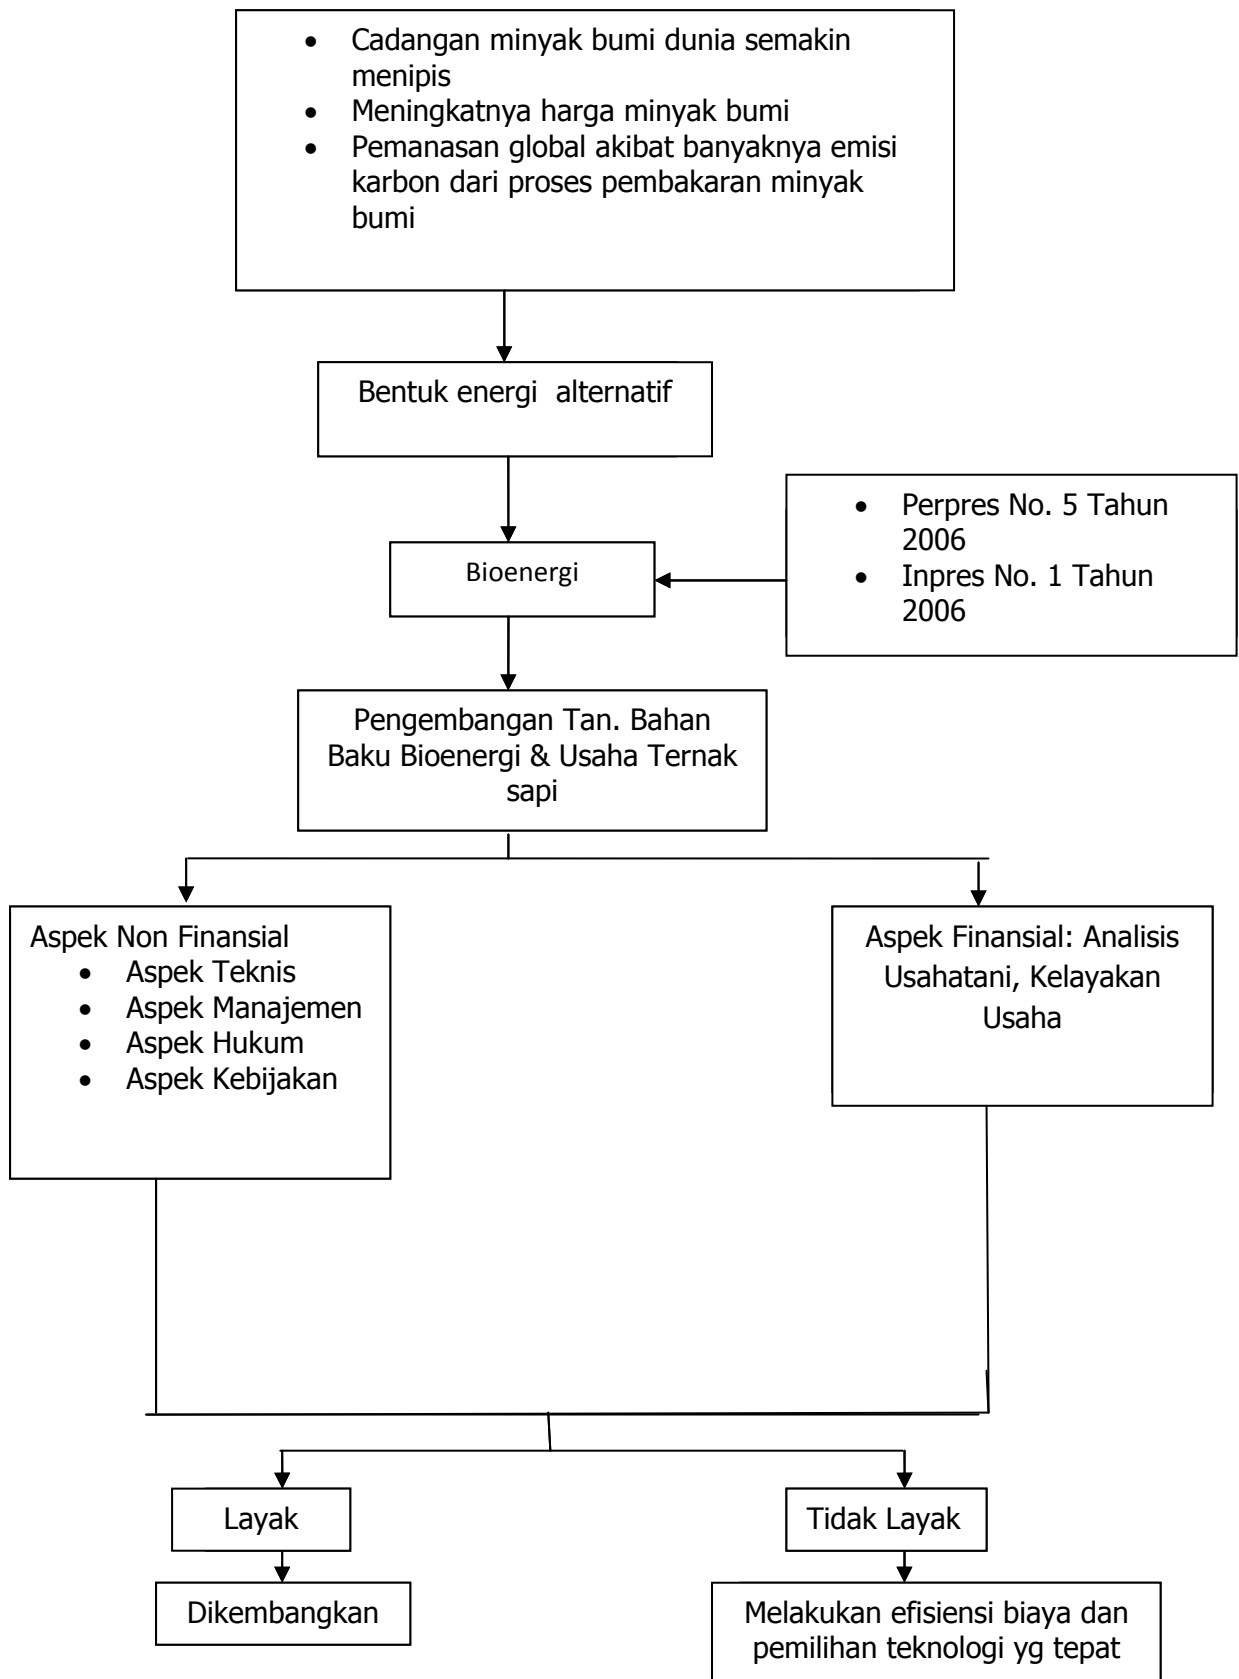 • Cadangan minyak bumi dunia semakin
menipis
• Meningkatnya harga minyak bumi
• Pemanasan global akibat banyaknya emisi
karbon dari proses pembakaran minyak
bumi
Bentuk energi alternatif
• Perpres No. 5 Tahun
2006
• Inpres No. 1 Tahun
2006
Bioenergi
Pengembangan Tan. Bahan
Baku Bioenergi & Usaha Ternak
sapi
Aspek Non Finansial
• Aspek Teknis
• Aspek Manajemen
• Aspek Hukum
• Aspek Kebijakan
Aspek Finansial: Analisis
Usahatani, Kelayakan
Usaha
Layak
Tidak Layak
Dikembangkan
Melakukan efisiensi biaya dan
pemilihan teknologi yg tepat